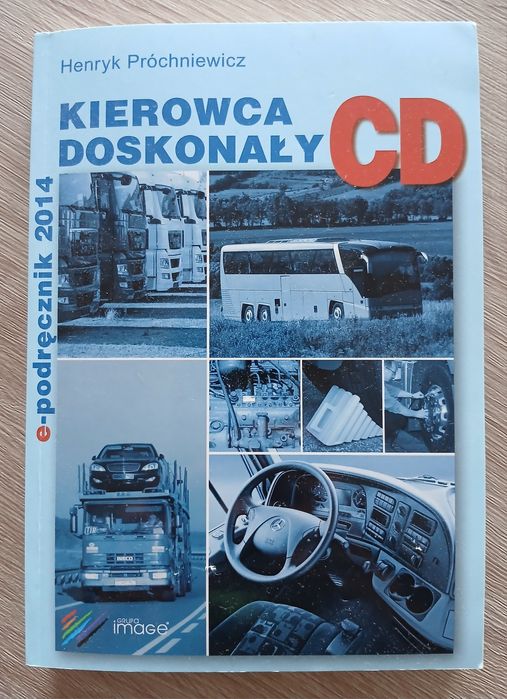 Henryk Próchniewicz
KIEROWCA
DOSKONAŁY
CD
e-podręcznik 2014
IVECO
GRUPA
image